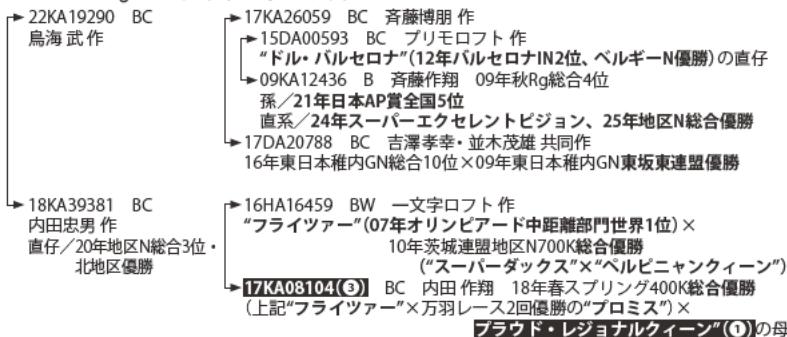 22KA19290 BC
鳥海 武 作
17KA26059 BC 斉藤博朋 作
15DA00593 BC プリモロフト 作
“ドル・バルセロナ”(12年バルセロナIN2位、ベルギーN優勝)の直仔
09KA12436 B 斉藤作翔 09年秋Rg総合4位
孫／21年日本AP賞全国5位
直系／24年スーパーエクセレントピジョン、25年地区N総合優勝
17DA20788 BC 吉澤孝幸・並木茂雄 共同作
16年東日本稚内GN総合10位×09年東日本稚内GN東坂東連盟優勝
18KA39381 BC
内田忠男 作
直仔／20年地区N総合3位・
北地区優勝
16HA16459 BW 一文字ロフト 作
“フライツァー”(07年オリンピアード中距離部門世界1位)×
10年茨城連盟地区N700K総合優勝
(“スーパーダックス”×“ペルピニャンクィーン”)
17KA08104(③) BC 内田 作翔 18年春スプリング400K総合優勝
(上記“フライツァー”×万羽レース2回優勝の“プロミス”)×
プラウド・レジョナルクィーン”(①)の母